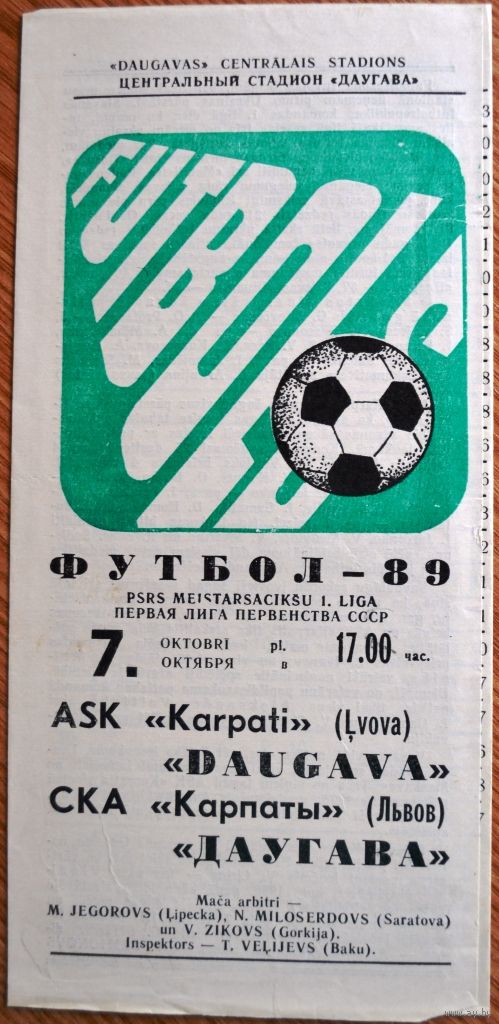 «DAUGAVAS» CENTRĀLAIS STADIONS
ЦЕНТРАЛЬНЫЙ СТАДИОН «ДАУГАВА»
FUTBOLS
ФУТБОЛ – 89
PSRS MEISTARSACĪKŠU 1. LĪGA
ПЕРВАЯ ЛИГА ПЕРВЕНСТВА СССР
7. OKTOBRĪ pl. 17.00 час.
ОКТЯБРЯ в
ASK «Karpati» (Ļvova)
«DAUGAVA»
СКА «Карпаты» (Львов)
«ДАУГАВА»
Mača arbitri —
M. JEGOROVS (Ļipecka), N. MILOSERDOVS (Saratova)
un V. ZIKOVS (Gorkija).
Inspektors — T. VEĻIJEVS (Baku).